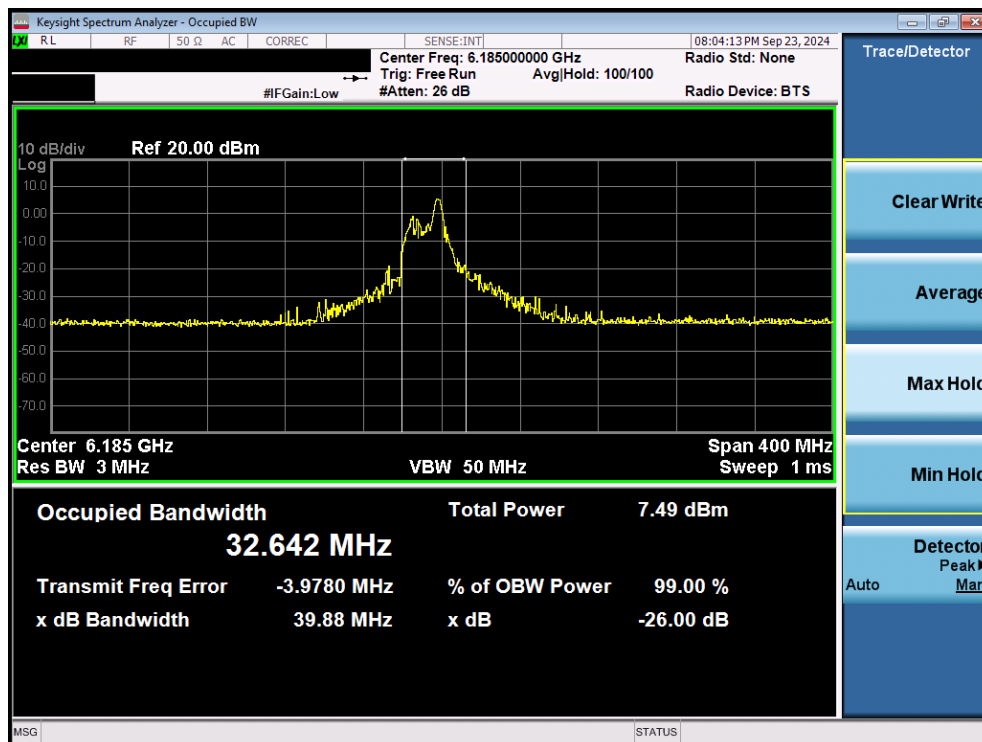 Keysight Spectrum Analyzer - Occupied BW
LXI RL RF 50 Ω AC CORREC SENSE:INT 08:04:13 PM Sep 23, 2024
Center Freq: 6.185000000 GHz Radio Std: None
Trig: Free Run Avg|Hold: 100/100
#IFGain:Low #Atten: 26 dB Radio Device: BTS
Trace/Detector
10 dB/div Ref 20.00 dBm
Log
10.0
0.00
-10.0
-20.0
-30.0
-40.0
-50.0
-60.0
-70.0
Center 6.185 GHz Span 400 MHz
Res BW 3 MHz VBW 50 MHz Sweep 1 ms
Occupied Bandwidth Total Power 7.49 dBm
32.642 MHz
Transmit Freq Error -3.9780 MHz % of OBW Power 99.00 %
x dB Bandwidth 39.88 MHz x dB -26.00 dB
Clear Write
Average
Max Hold
Min Hold
Detector
Peak
Auto Man
MSG STATUS